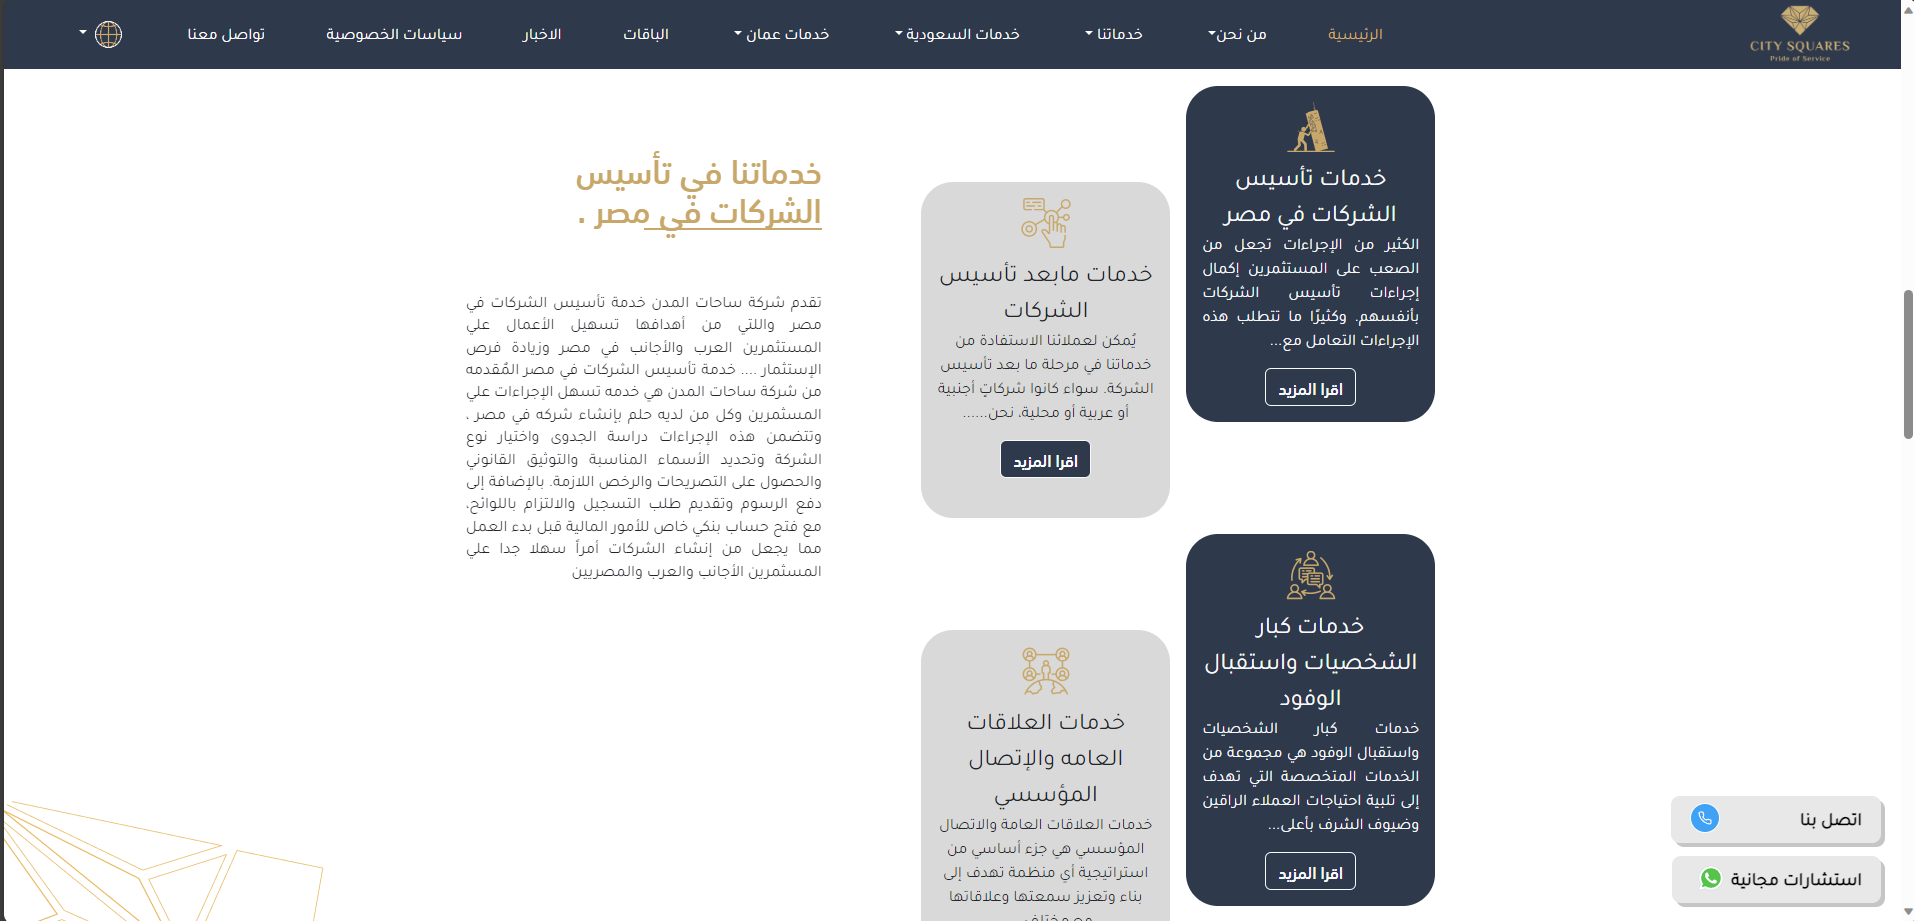 CITY SQUARES
Pride of Service
الرئيسية
من نحن
خدماتنا
خدمات السعودية
خدمات عمان
الباقات
الاخبار
سياسات الخصوصية
تواصل معنا
خدمات تأسيس
الشركات في مصر
الكثير من الإجراءات تجعل من
الصعب على المستثمرين إكمال
إجراءات تأسيس الشركات
بأنفسهم. وكثيرًا ما تتطلب هذه
الإجراءات التعامل مع...
اقرا المزيد
خدمات مابعد تأسيس
الشركات
يُمكن لعملائنا الاستفادة من
خدماتنا في مرحلة ما بعد تأسيس
الشركة. سواء كانوا شركاتٍ أجنبية
أو عربية أو محلية، نحن......
اقرا المزيد
خدماتنا في تأسيس
الشركات في مصر .
تقدم شركة ساحات المدن خدمة تأسيس الشركات في
مصر واللتي من أهدافها تسهيل الأعمال علي
المستثمرين العرب والأجانب في مصر وزيادة فرص
الإستثمار .... خدمة تأسيس الشركات في مصر المٌقدمه
من شركة ساحات المدن هي خدمه تسهل الإجراءات علي
المسثمرين وكل من لديه حلم بإنشاء شركه في مصر ،
وتتضمن هذه الإجراءات دراسة الجدوى واختيار نوع
الشركة وتحديد الأسماء المناسبة والتوثيق القانوني
والحصول على التصريحات والرخص اللازمة. بالإضافة إلى
دفع الرسوم وتقديم طلب التسجيل والالتزام باللوائح،
مع فتح حساب بنكي خاص للأمور المالية قبل بدء العمل
مما يجعل من إنشاء الشركات أمراً سهلا جدا علي
المسثمرين الأجانب والعرب والمصريين
خدمات كبار
الشخصيات واستقبال
الوفود
خدمات كبار الشخصيات
واستقبال الوفود هي مجموعة من
الخدمات المتخصصة التي تهدف
إلى تلبية احتياجات العملاء الراقين
وضيوف الشرف بأعلى...
اقرا المزيد
خدمات العلاقات
العامه والإتصال
المؤسسي
خدمات العلاقات العامة والاتصال
المؤسسي هي جزء أساسي من
استراتيجية أي منظمة تهدف إلى
بناء وتعزيز سمعتها وعلاقاتها
مع مختلف
اتصل بنا
استشارات مجانية